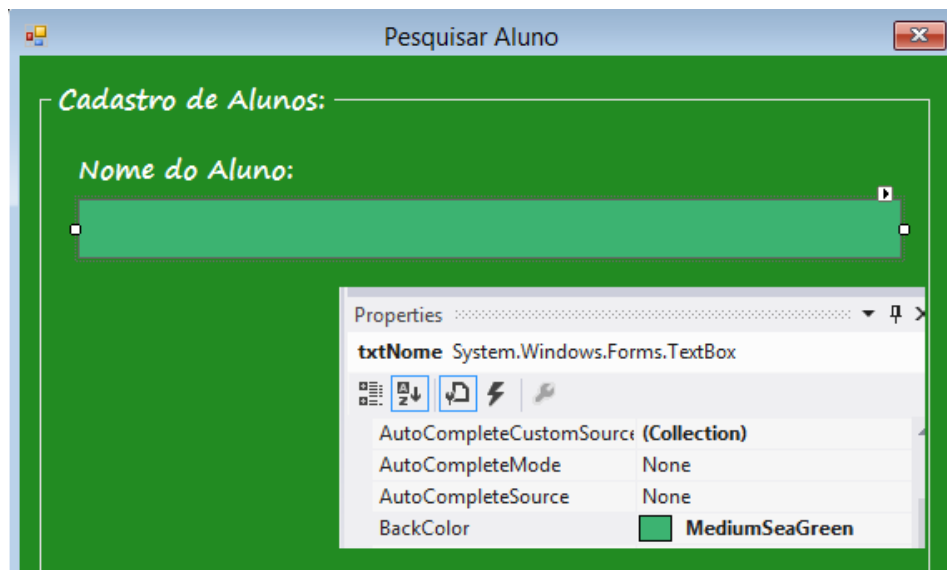 Pesquisar Aluno
Cadastro de Alunos:
Nome do Aluno:
Properties
txtNome System.Windows.Forms.TextBox
AutoCompleteCustomSource (Collection)
AutoCompleteMode None
AutoCompleteSource None
BackColor MediumSeaGreen